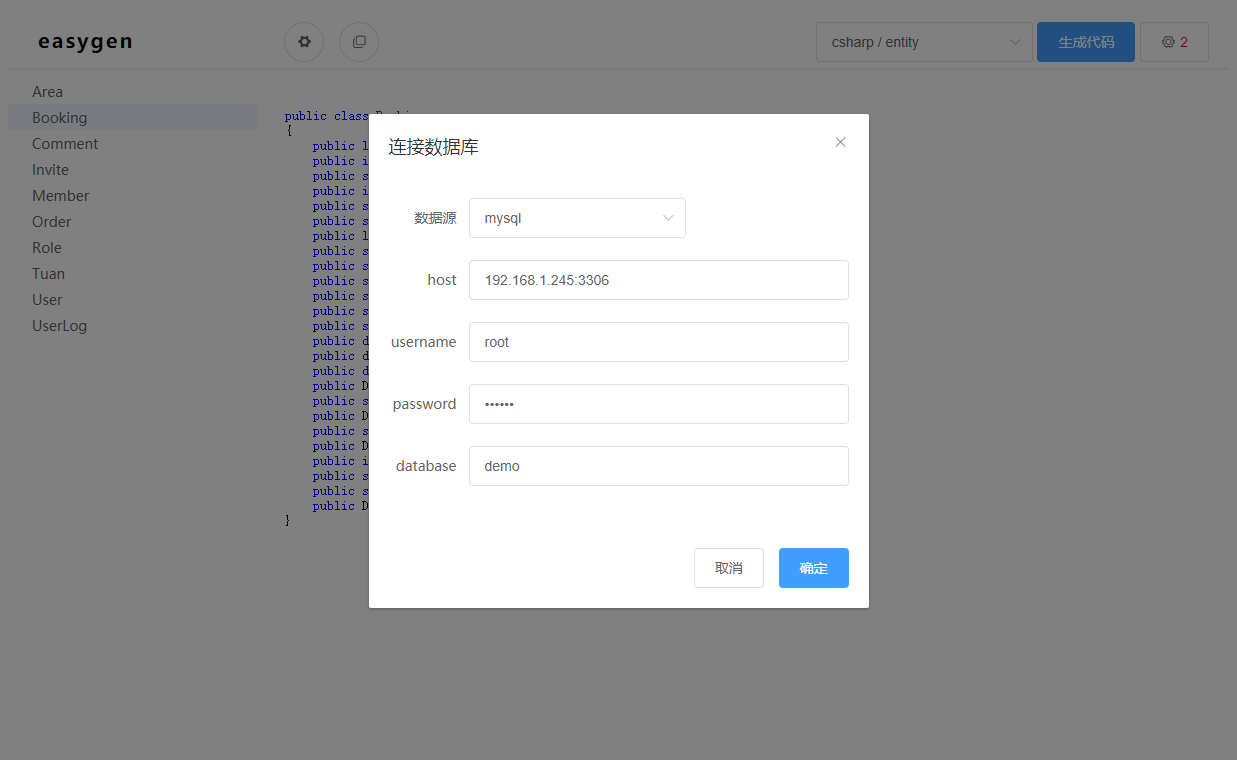 easygen
csharp / entity
生成代码
2
Area
Booking
Comment
Invite
Member
Order
Role
Tuan
User
UserLog
public class
{
public l
public i
public s
public i
public s
public s
public l
public s
public s
public s
public s
public s
public s
public d
public d
public d
public D
public s
public D
public s
public D
public i
public s
public s
public D
}
连接数据库
数据源 mysql
host 192.168.1.245:3306
username root
password ••••••
database demo
取消 确定